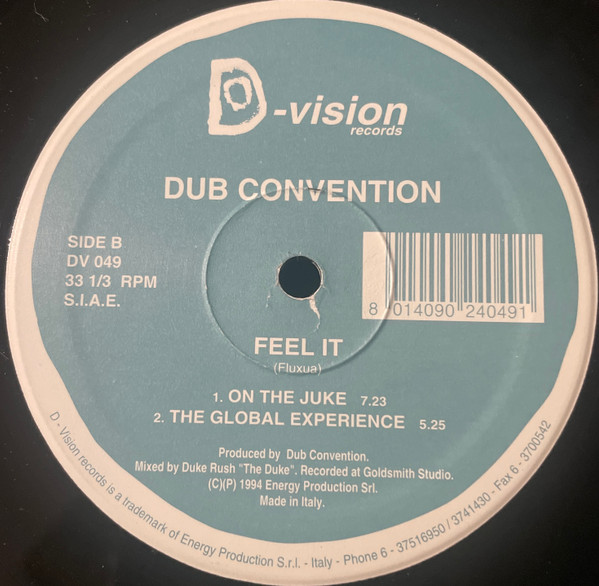 D-vision
records
DUB CONVENTION
SIDE B
DV 049
33 1/3 RPM
S.I.A.E.
8 014090 240491
FEEL IT
(Fluxua)
1. ON THE JUKE 7.23
2. THE GLOBAL EXPERIENCE 5.25
Produced by Dub Convention.
Mixed by Duke Rush "The Duke". Recorded at Goldsmith Studio.
(C)(P) 1994 Energy Production Srl.
Made in Italy.
D - Vision records is a trademark of Energy Production S.r.l. - Italy - Phone 6 - 37516950 / 3741430 - Fax 6 - 3700542